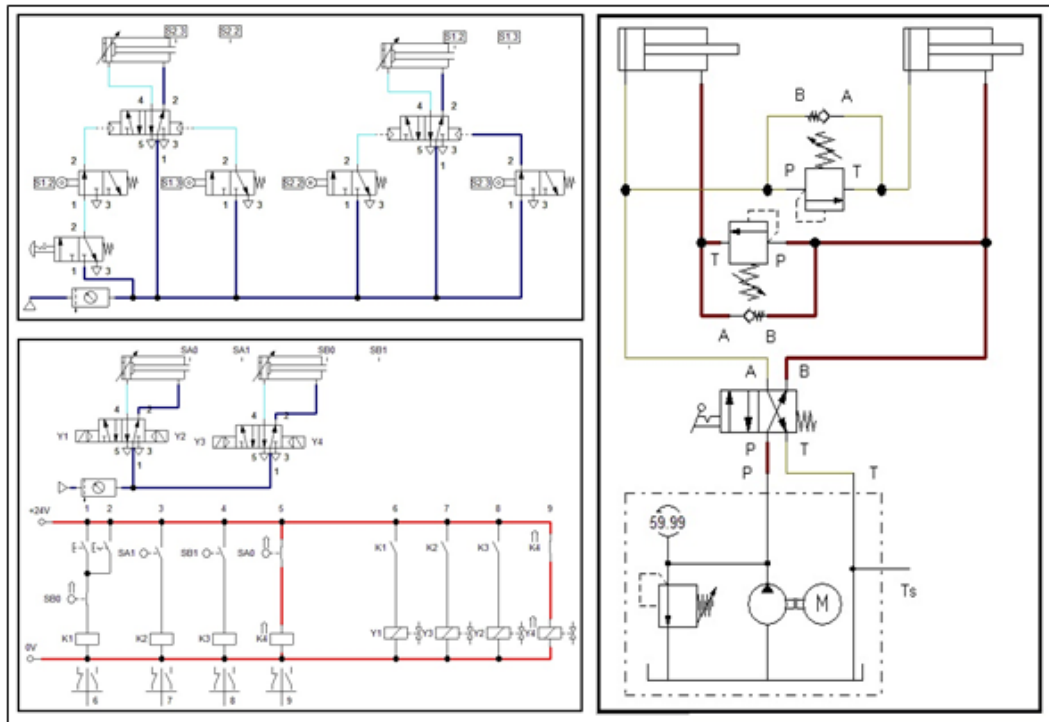 S2.3 S2.2 S1.2 S1.3
4 2 4 2
5 3 5 3
1 1
2 2 2 2
S1.2 S1.3 S2.2 S2.3
1 3 1 3 1 3 1 3
2
1 3
SA0 SA1 SB0 SB1
4 2 4 2
Y1 Y2 Y3 Y4
5 3 5 3
1 1
1 2 3 4 5 6 7 8 9
+24V
SA1 SB1 SA0 K1 K2 K3 K4
SB0
K1 K2 K3 K4 Y1 Y3 Y2 Y4
0V
6 7 8 9
B A
P T
T P
A B
A B
P T
P T
59.99
M
Ts